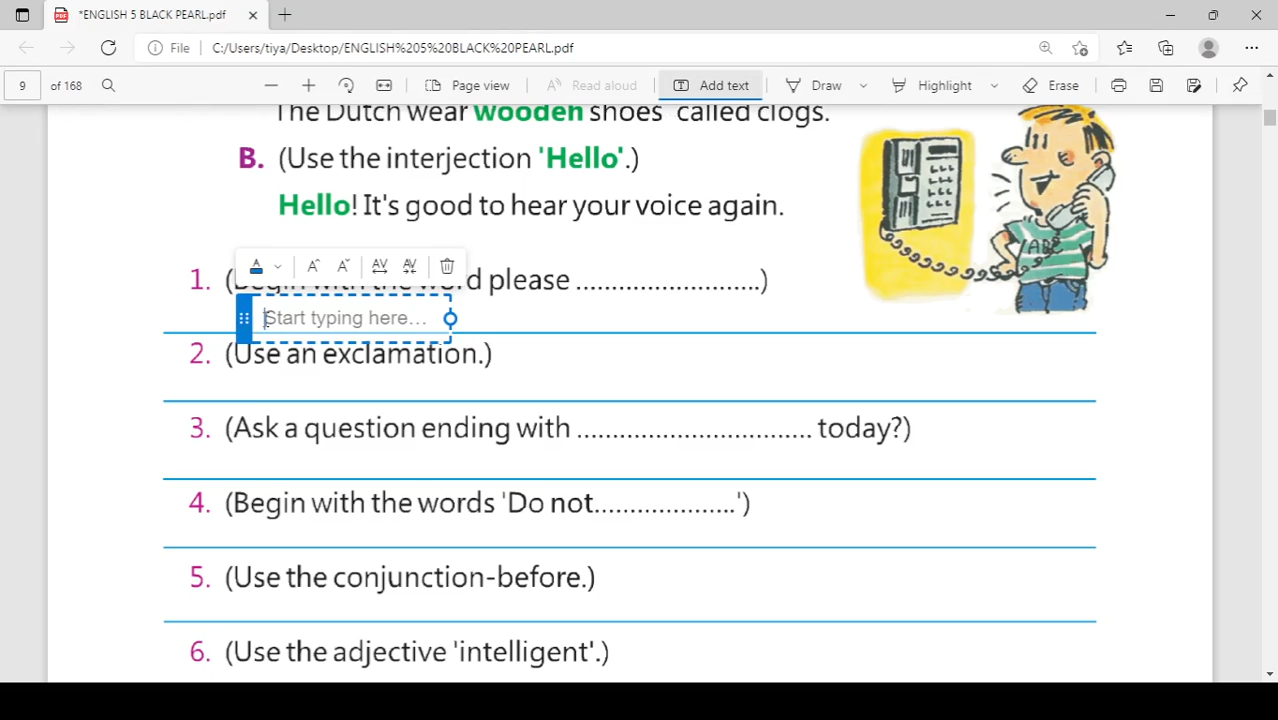 *ENGLISH 5 BLACK PEARL.pdf
File C:/Users/tiya/Desktop/ENGLISH%205%20BLACK%20PEARL.pdf
9 of 168 Page view Read aloud Add text Draw Highlight Erase
The Dutch wear wooden shoes called clogs.
B. (Use the interjection 'Hello'.)
Hello! It's good to hear your voice again.
ABC
1. (Begin with the word please .........................)
Start typing here...
2. (Use an exclamation.)
3. (Ask a question ending with ................................ today?)
4. (Begin with the words 'Do not....................')
5. (Use the conjunction-before.)
6. (Use the adjective 'intelligent'.)